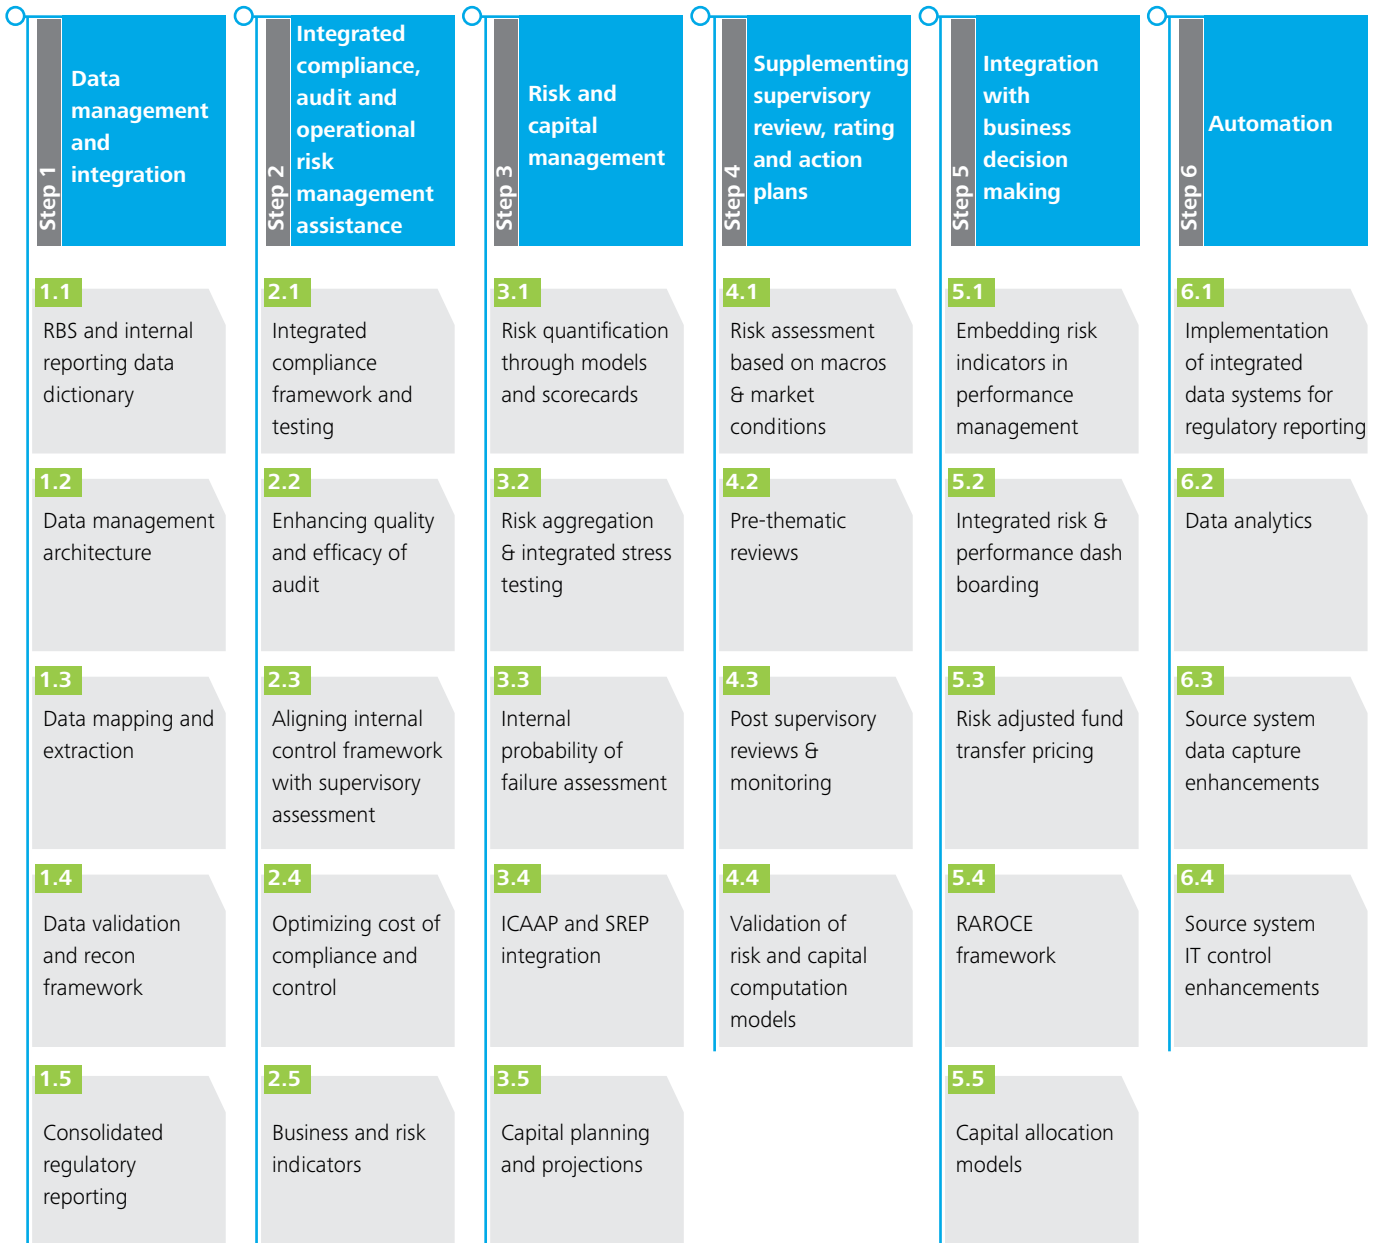 Step 1
Data
management
and
integration
1.1
RBS and internal
reporting data
dictionary
1.2
Data management
architecture
1.3
Data mapping and
extraction
1.4
Data validation
and recon
framework
1.5
Consolidated
regulatory
reporting
Step 2
Integrated
compliance,
audit and
operational
risk
management
assistance
2.1
Integrated
compliance
framework and
testing
2.2
Enhancing quality
and efficacy of
audit
2.3
Aligning internal
control framework
with supervisory
assessment
2.4
Optimizing cost of
compliance and
control
2.5
Business and risk
indicators
Step 3
Risk and
capital
management
3.1
Risk quantification
through models
and scorecards
3.2
Risk aggregation
& integrated stress
testing
3.3
Internal
probability of
failure assessment
3.4
ICAAP and SREP
integration
3.5
Capital planning
and projections
Step 4
Supplementing
supervisory
review, rating
and action
plans
4.1
Risk assessment
based on macros
& market
conditions
4.2
Pre-thematic
reviews
4.3
Post supervisory
reviews &
monitoring
4.4
Validation of
risk and capital
computation
models
Step 5
Integration
with
business
decision
making
5.1
Embedding risk
indicators in
performance
management
5.2
Integrated risk &
performance dash
boarding
5.3
Risk adjusted fund
transfer pricing
5.4
RAROCE
framework
5.5
Capital allocation
models
Step 6
Automation
6.1
Implementation
of integrated
data systems for
regulatory reporting
6.2
Data analytics
6.3
Source system
data capture
enhancements
6.4
Source system
IT control
enhancements